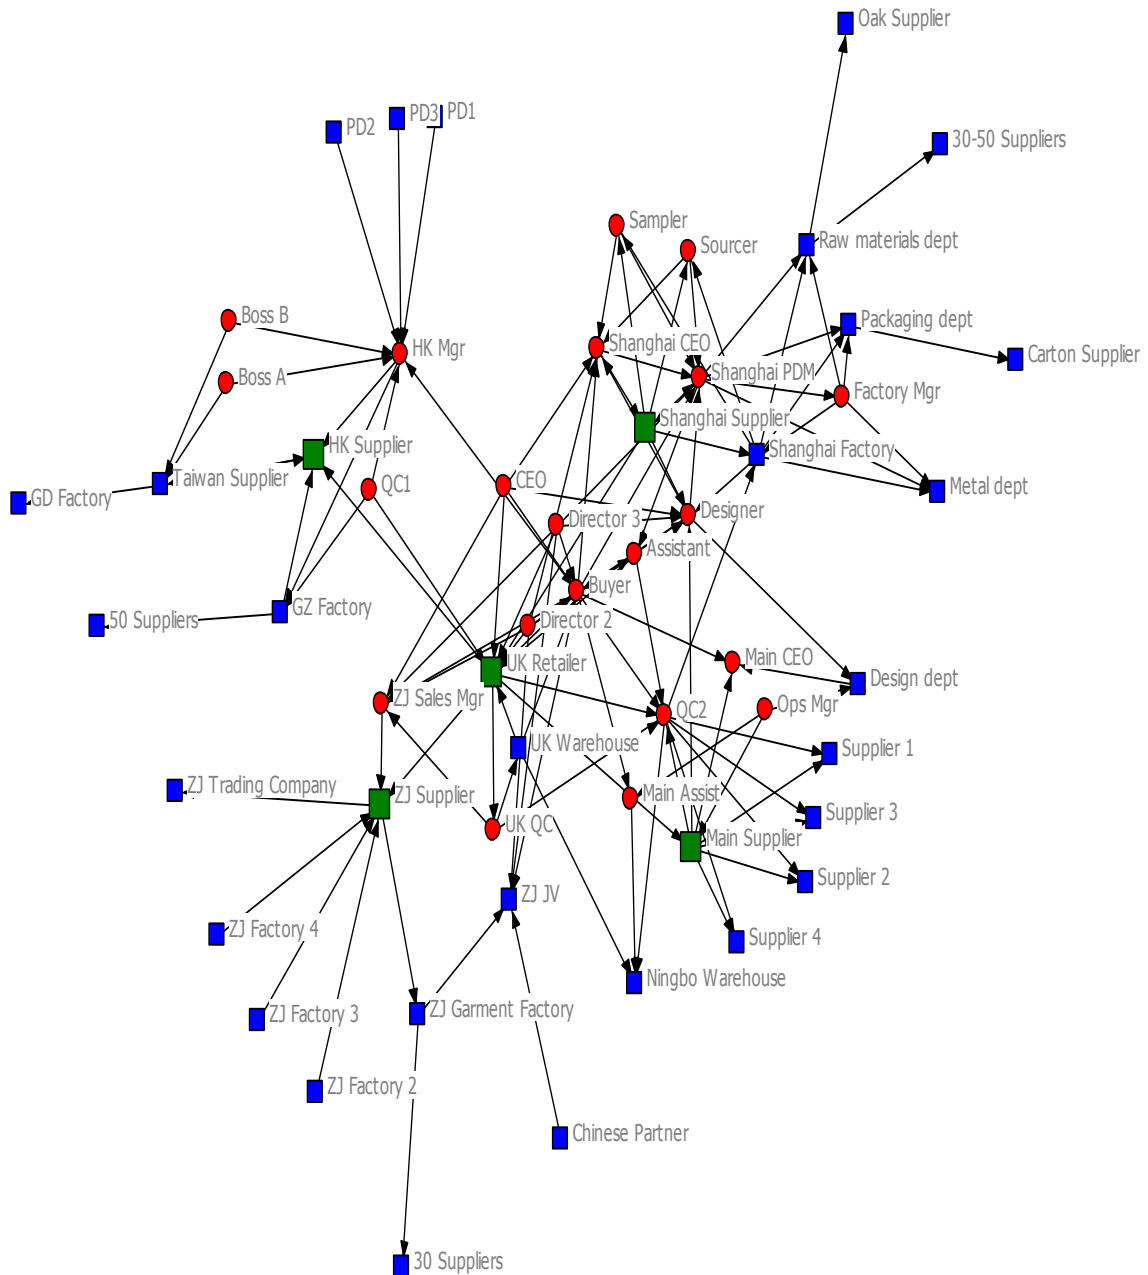 Oak Supplier
PD3
PD1
PD2
30-50 Suppliers
Sampler
Sourcer
Raw materials dept
Boss B
Packaging dept
HK Mgr
Shanghai CEO
Carton Supplier
Boss A
Shanghai PDM
Factory Mgr
Shanghai Supplier
HK Supplier
Shanghai Factory
Taiwan Supplier
QC1
CEO
Metal dept
GD Factory
Director 3
Designer
Assistant
Buyer
GZ Factory
50 Suppliers
Director 2
UK Retailer
Main CEO
Design dept
ZJ Sales Mgr
QC2
Ops Mgr
UK Warehouse
Supplier 1
ZJ Trading Company
ZJ Supplier
Main Assist
Supplier 3
UK QC
Main Supplier
Supplier 2
ZJ JV
ZJ Factory 4
Supplier 4
Ningbo Warehouse
ZJ Factory 3
ZJ Garment Factory
ZJ Factory 2
Chinese Partner
30 Suppliers